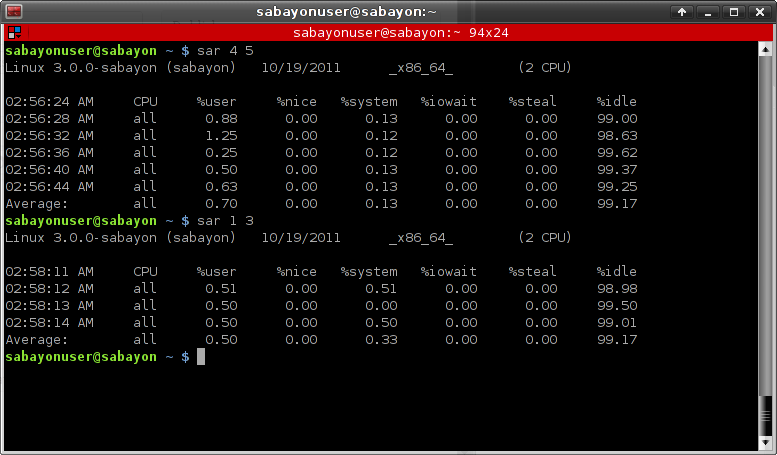 sabayonuser@sabayon:~
sabayonuser@sabayon:~ 94x24
sabayonuser@sabayon ~ $ sar 4 5
Linux 3.0.0-sabayon (sabayon) 10/19/2011 _x86_64_ (2 CPU)
02:56:24 AM CPU %user %nice %system %iowait %steal %idle
02:56:28 AM all 0.88 0.00 0.13 0.00 0.00 99.00
02:56:32 AM all 1.25 0.00 0.12 0.00 0.00 98.63
02:56:36 AM all 0.25 0.00 0.12 0.00 0.00 99.62
02:56:40 AM all 0.50 0.00 0.13 0.00 0.00 99.37
02:56:44 AM all 0.63 0.00 0.13 0.00 0.00 99.25
Average: all 0.70 0.00 0.13 0.00 0.00 99.17
sabayonuser@sabayon ~ $ sar 1 3
Linux 3.0.0-sabayon (sabayon) 10/19/2011 _x86_64_ (2 CPU)
02:58:11 AM CPU %user %nice %system %iowait %steal %idle
02:58:12 AM all 0.51 0.00 0.51 0.00 0.00 98.98
02:58:13 AM all 0.50 0.00 0.00 0.00 0.00 99.50
02:58:14 AM all 0.50 0.00 0.50 0.00 0.00 99.01
Average: all 0.50 0.00 0.33 0.00 0.00 99.17
sabayonuser@sabayon ~ $